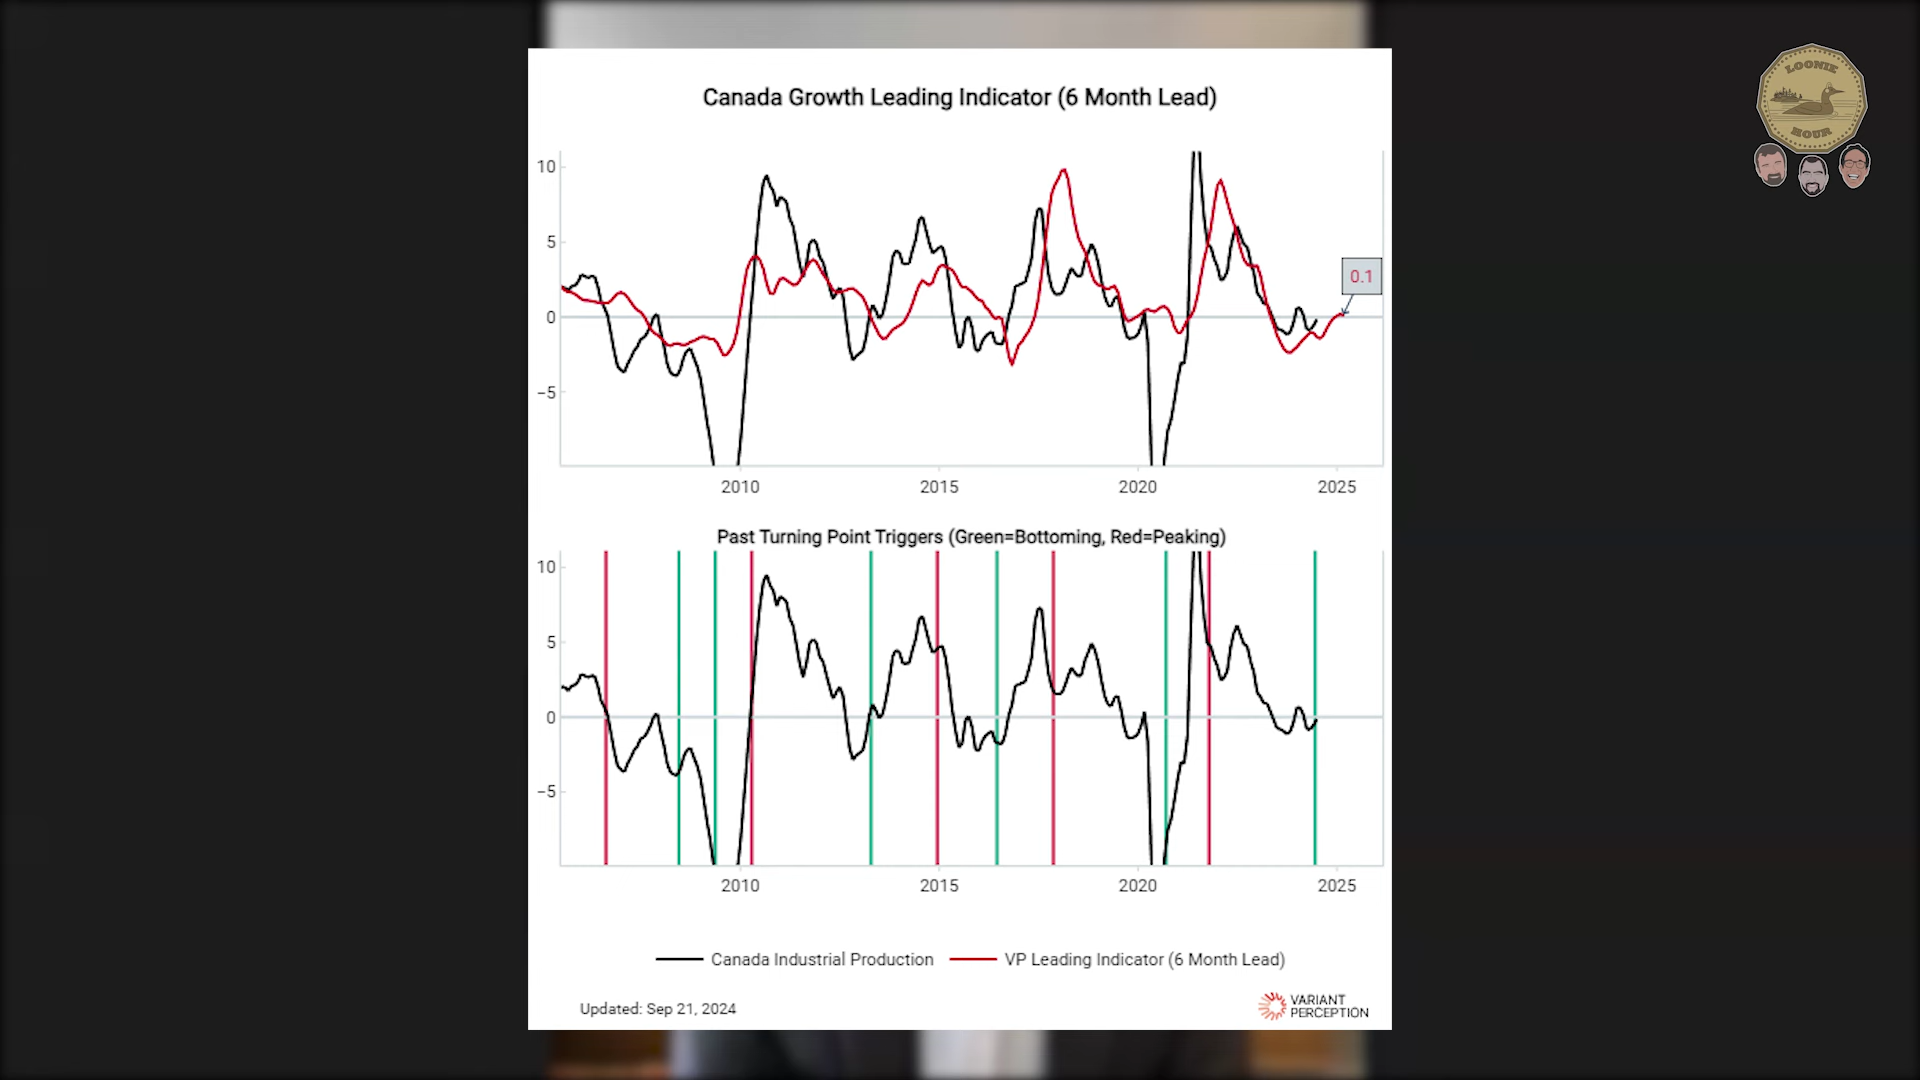 LOONIE
HOUR
Canada Growth Leading Indicator (6 Month Lead)
10
5
0
−5
0.1
2010
2015
2020
2025
Past Turning Point Triggers (Green=Bottoming, Red=Peaking)
10
5
0
−5
2010
2015
2020
2025
Canada Industrial Production
VP Leading Indicator (6 Month Lead)
Updated: Sep 21, 2024
VARIANT
PERCEPTION